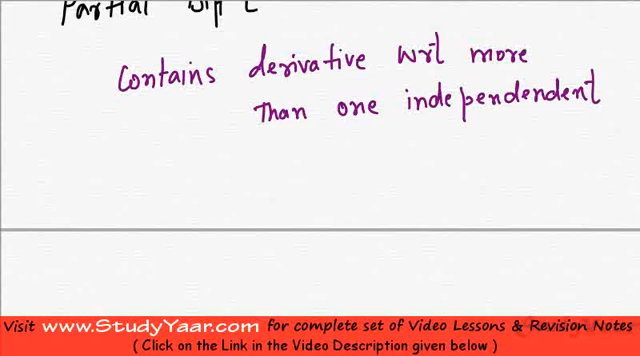 Partial
Contains derivative wrt more
Than one independendent
Visit www.StudyYaar.com for complete set of Video Lessons & Revision Notes
( Click on the Link in the Video Description given below )